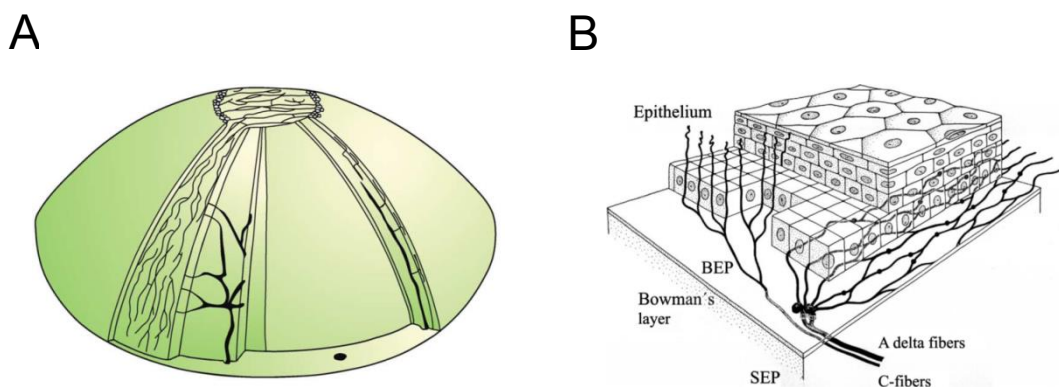 A
B
Epithelium
BEP
Bowman´s
layer
A delta fibers
SEP
C-fibers